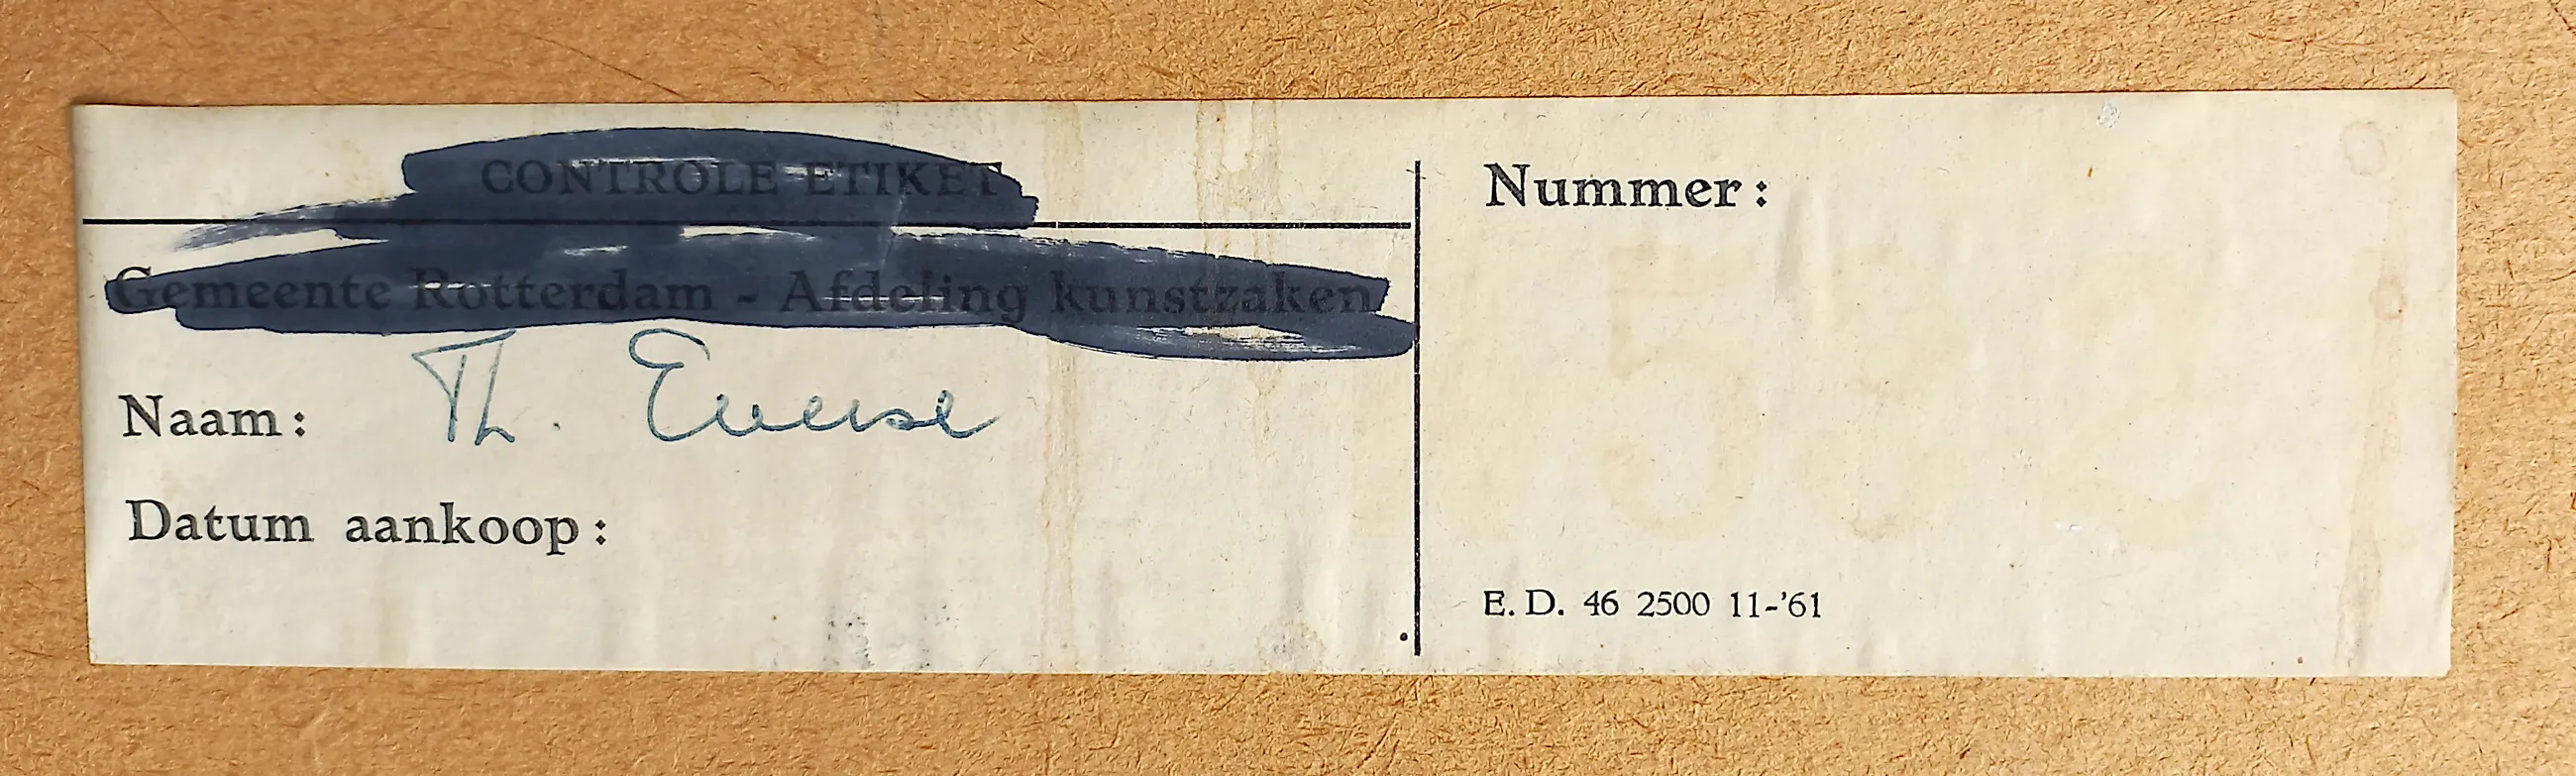 CONTROLE ETIKET
Gemeente Rotterdam - Afdeling kunstzaken
Naam: Th.
Datum aankoop:
Nummer:
E. D. 46 2500 11-'61